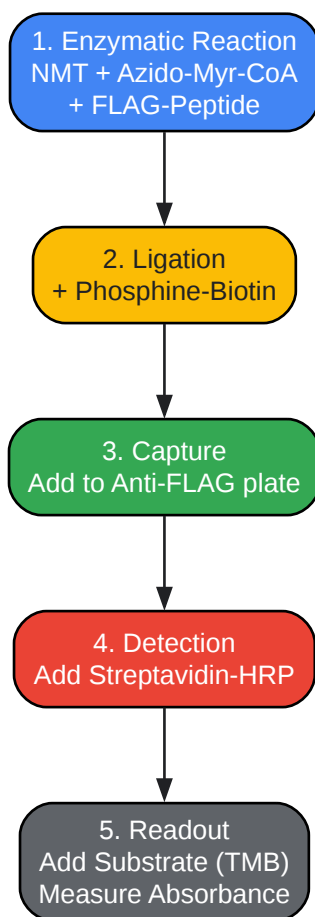 1. Enzymatic Reaction
NMT + Azido-Myr-CoA
+ FLAG-Peptide
2. Ligation
+ Phosphine-Biotin
3. Capture
Add to Anti-FLAG plate
4. Detection
Add Streptavidin-HRP
5. Readout
Add Substrate (TMB)
Measure Absorbance